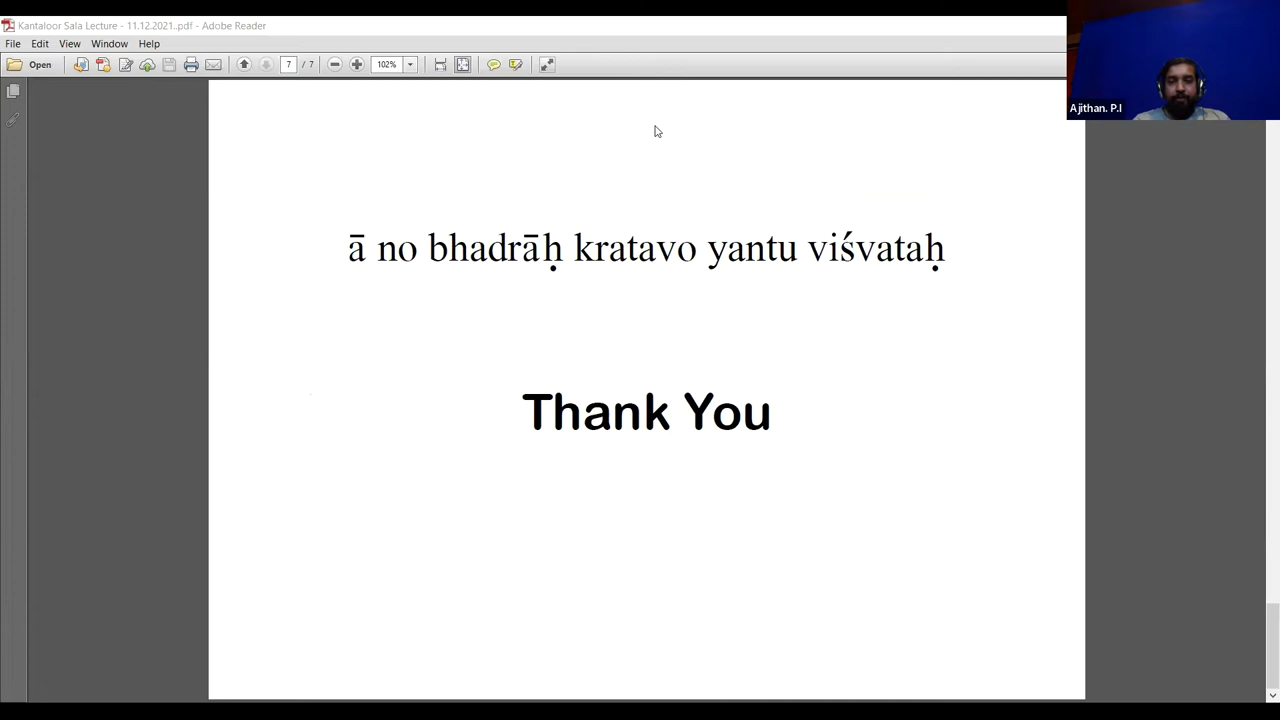 Kantaloor Sala Lecture - 11.12.2021..pdf - Adobe Reader
File Edit View Window Help
Open 7 / 7 102%
Ajithan. P.I
ā no bhadrāḥ kratavo yantu viśvataḥ
Thank You